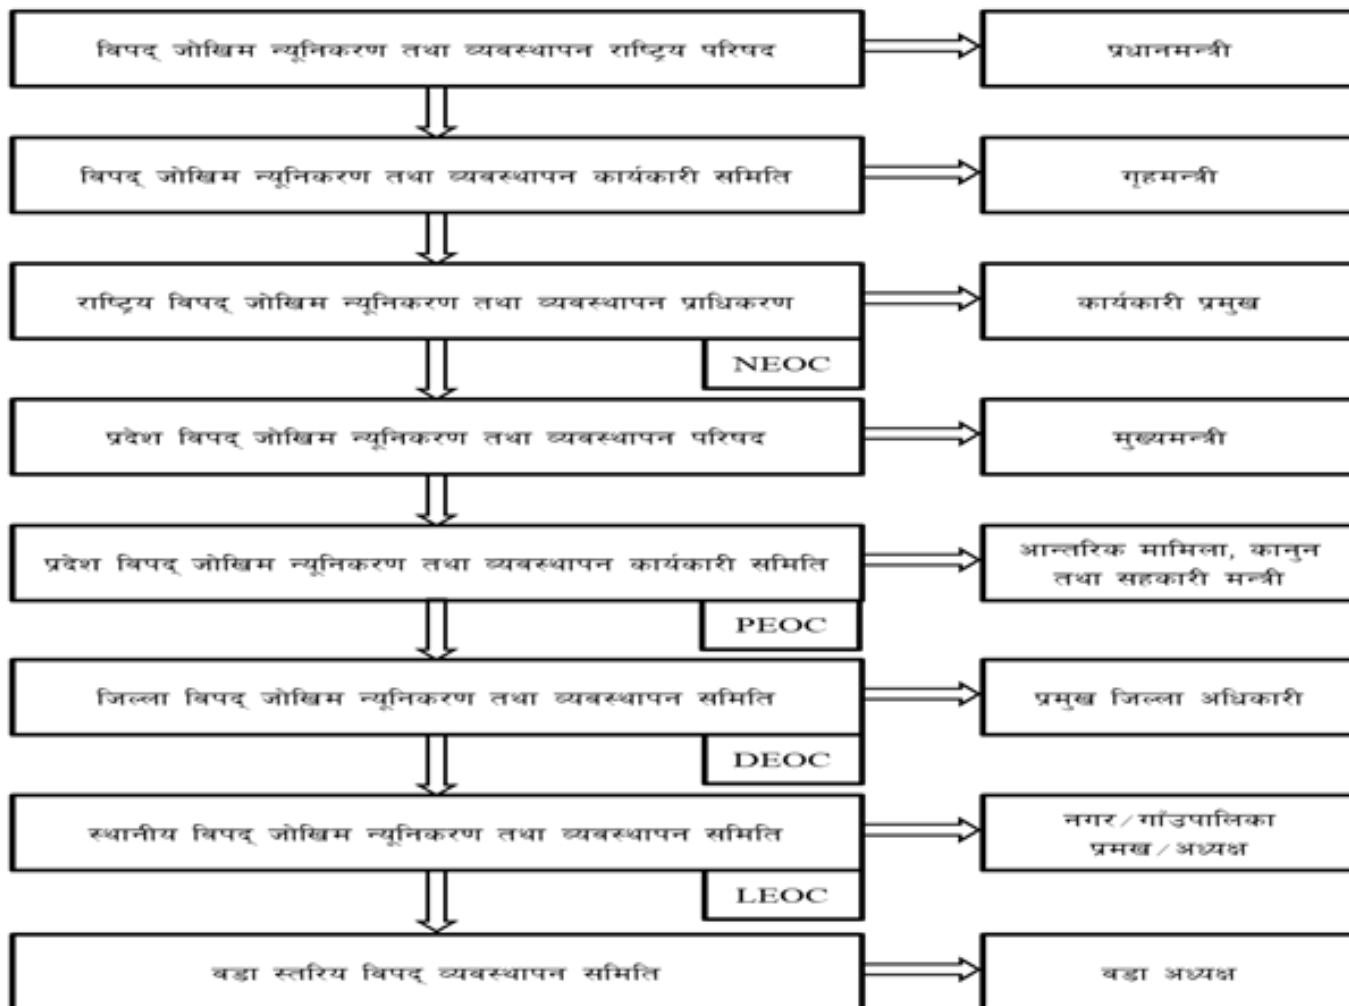 विपद् जोखिम न्यूनिकरण तथा व्यवस्थापन राष्ट्रिय परिषद
प्रधानमन्त्री
विपद् जोखिम न्यूनिकरण तथा व्यवस्थापन कार्यकारी समिति
गृहमन्त्री
राष्ट्रिय विपद् जोखिम न्यूनिकरण तथा व्यवस्थापन प्राधिकरण
कार्यकारी प्रमुख
NEOC
प्रदेश विपद् जोखिम न्यूनिकरण तथा व्यवस्थापन परिषद
मुख्यमन्त्री
प्रदेश विपद् जोखिम न्यूनिकरण तथा व्यवस्थापन कार्यकारी समिति
आन्तरिक मामिला, कानुन
तथा सहकारी मन्त्री
PEOC
जिल्ला विपद् जोखिम न्यूनिकरण तथा व्यवस्थापन समिति
प्रमुख जिल्ला अधिकारी
DEOC
स्थानीय विपद् जोखिम न्यूनिकरण तथा व्यवस्थापन समिति
नगर/गाँउपालिका
प्रमख/अध्यक्ष
LEOC
वडा स्तरिय विपद् व्यवस्थापन समिति
वडा अध्यक्ष